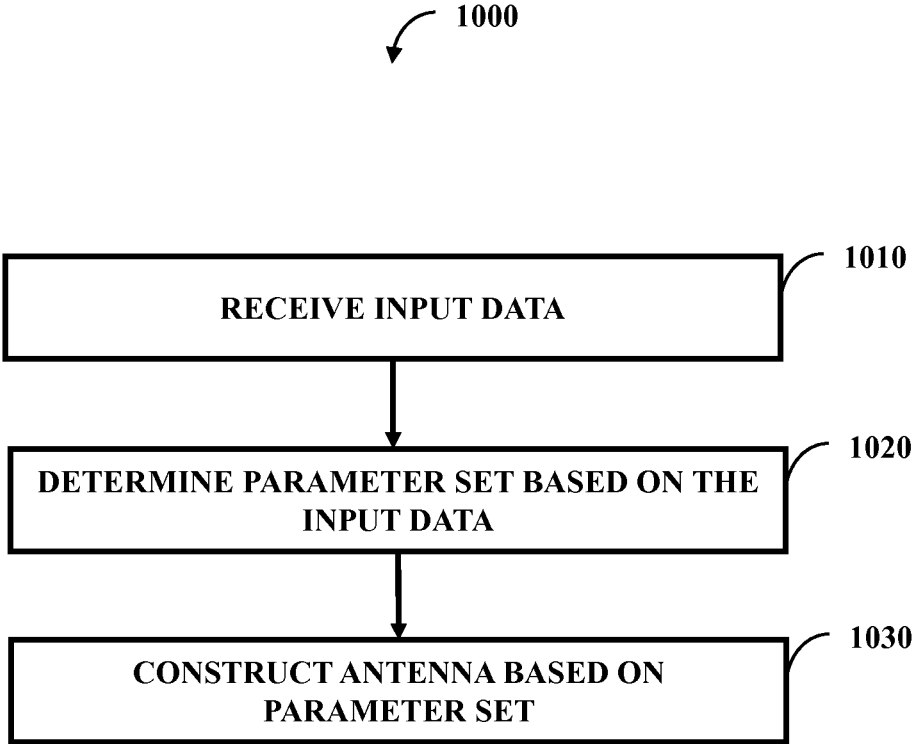 1000
1010
RECEIVE INPUT DATA
1020
DETERMINE PARAMETER SET BASED ON THE
INPUT DATA
1030
CONSTRUCT ANTENNA BASED ON
PARAMETER SET